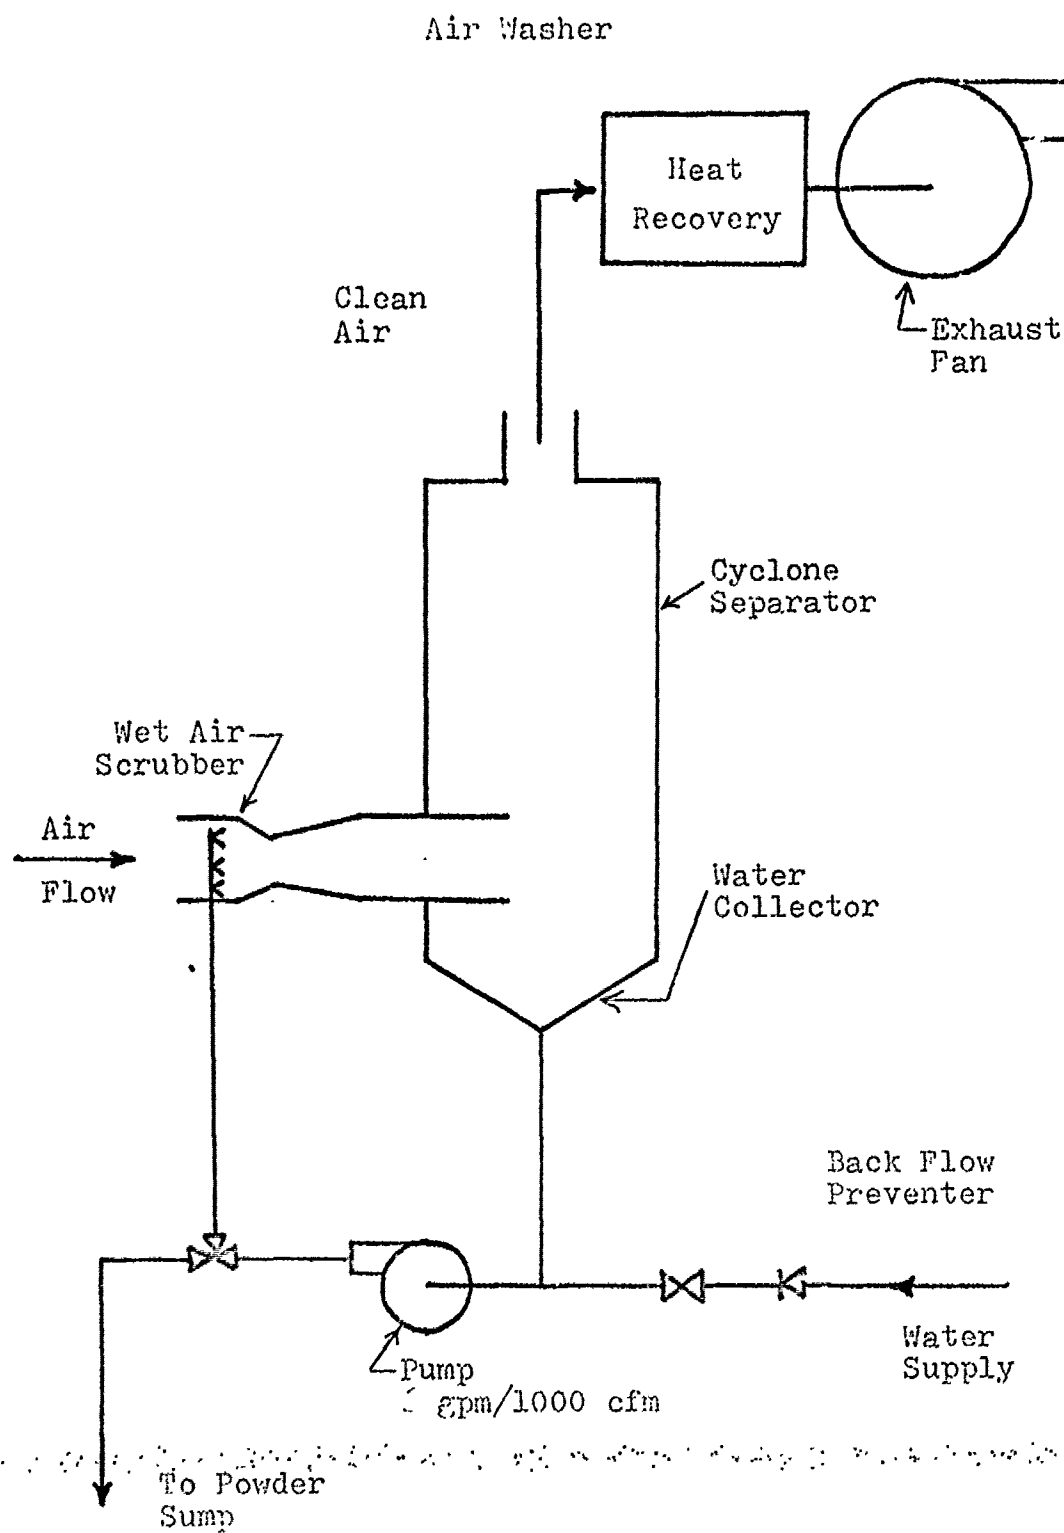 Air Washer
Heat
Recovery
Clean
Air
Exhaust
Fan
Cyclone
Separator
Wet Air
Scrubber
Air
Flow
Water
Collector
Back Flow
Preventer
Water
Supply
Pump
gpm/1000 cfm
To Powder
Sump